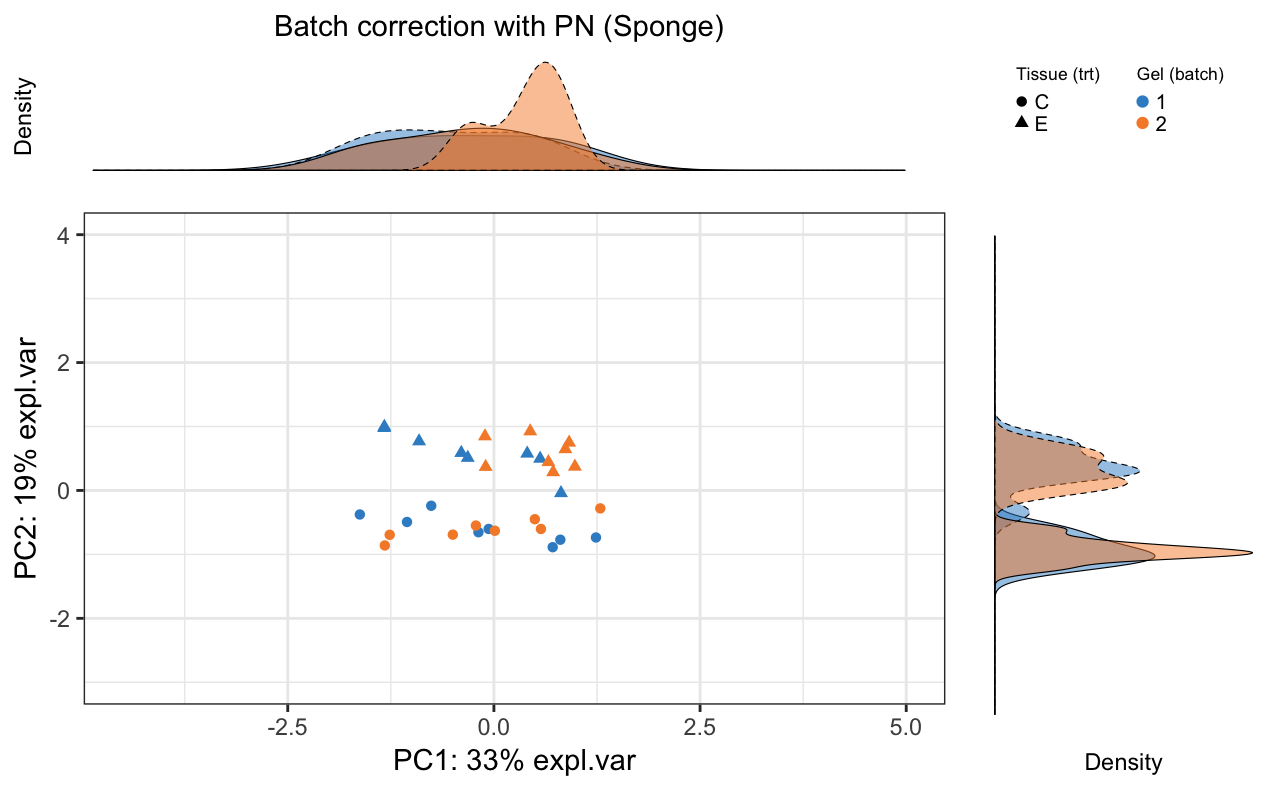 Batch correction with PN (Sponge)
Density
Tissue (trt)
C
E
Gel (batch)
1
2
PC2: 19% expl.var
4
2
0
-2
-2.5
0.0
2.5
5.0
PC1: 33% expl.var
Density